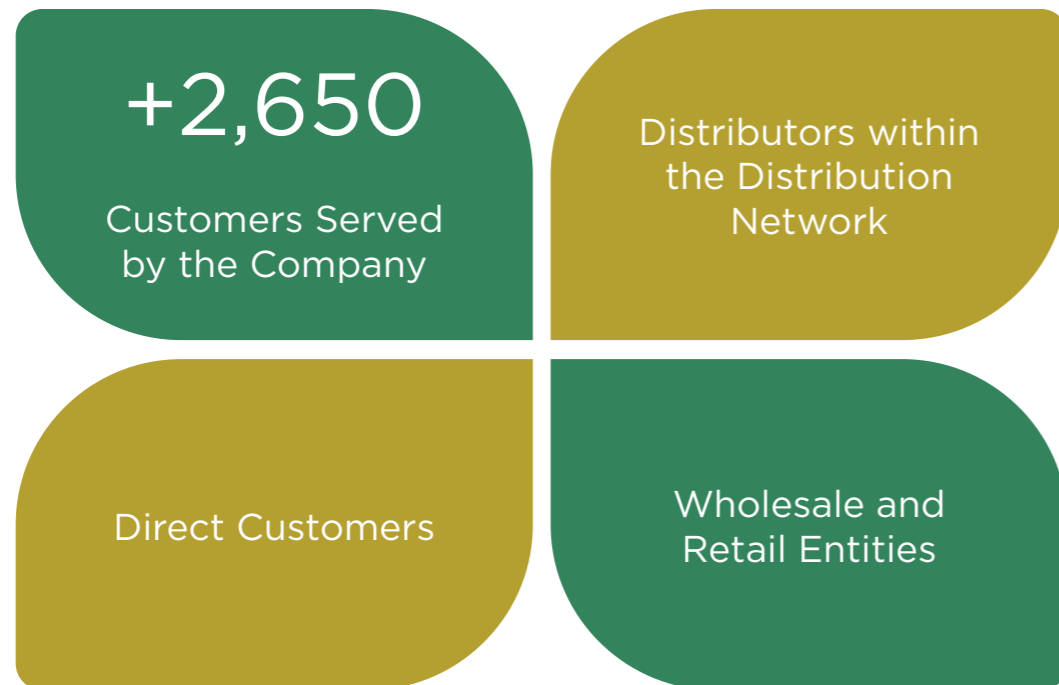 +2,650
Customers Served
by the Company
Distributors within
the Distribution
Network
Direct Customers
Wholesale and
Retail Entities